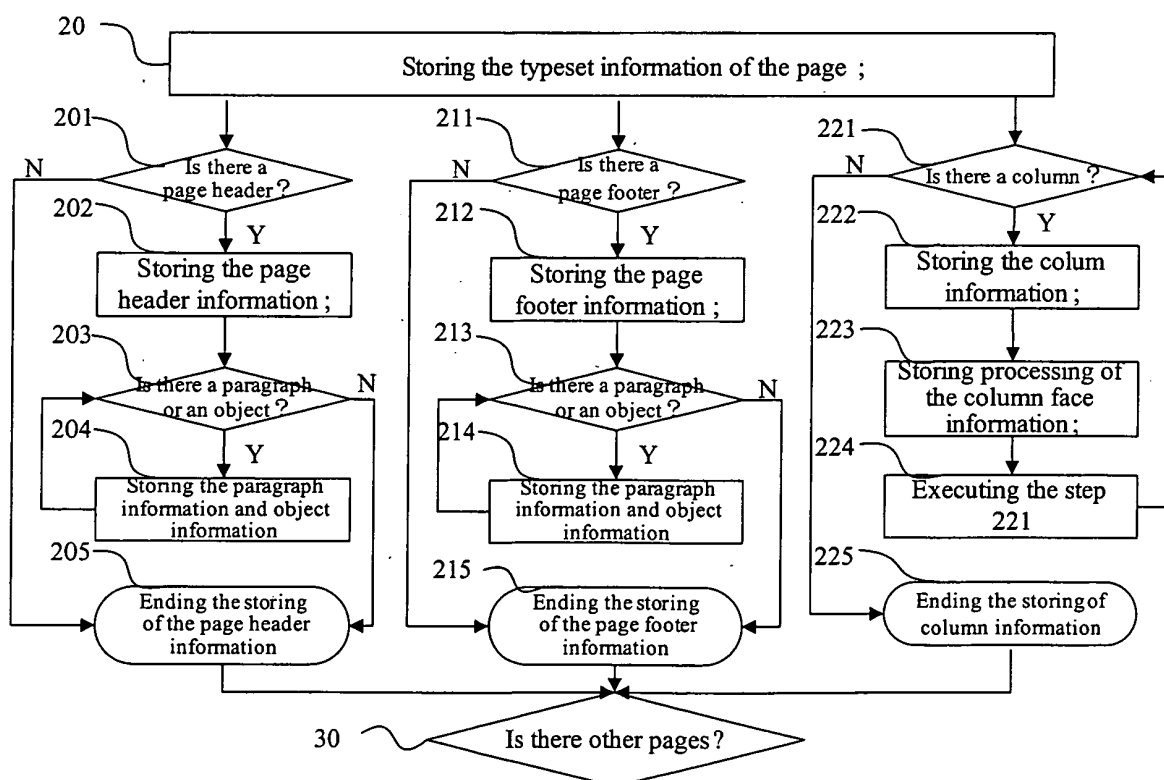 20
Storing the typeset information of the page ;
201
Is there a
page header ?
N
Y
202
Storing the page
header information ;
203
Is there a paragraph
or an object ?
N
Y
204
Storing the paragraph
information and object
information
205
Ending the storing
of the page header
information
211
Is there a
page footer ?
N
Y
212
Storing the page
footer information ;
213
Is there a paragraph
or an object ?
N
Y
214
Storing the paragraph
information and object
information
215
Ending the storing
of the page footer
information
221
Is there a column ?
N
Y
222
Storing the colum
information ;
223
Storing processing of
the column face
information ;
224
Executing the step
221
225
Ending the storing of
column information
30
Is there other pages ?